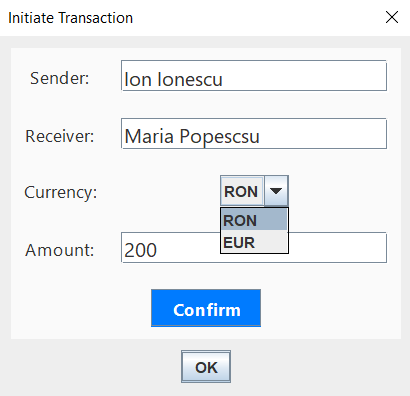 Initiate Transaction
Sender: Ion Ionescu
Receiver: Maria Popescsu
Currency: RON
RON
EUR
Amount: 200
Confirm
OK